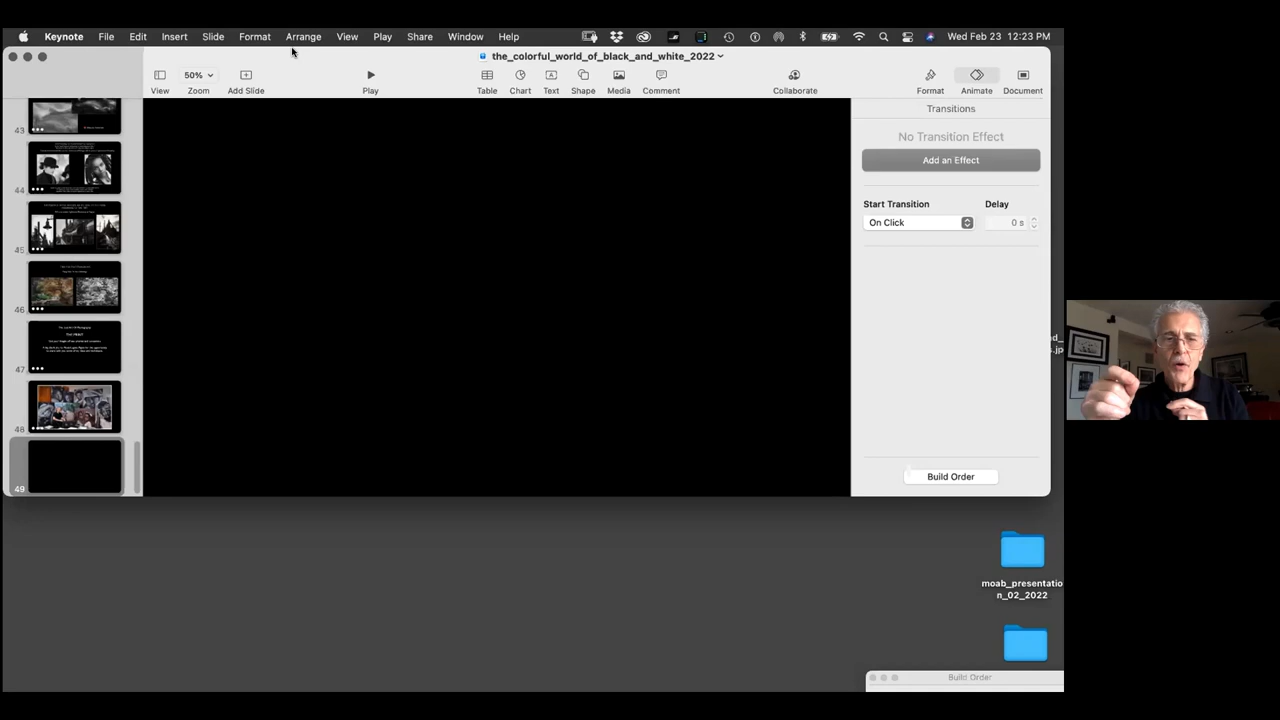 Keynote File Edit Insert Slide Format Arrange View Play Share Window Help Wed Feb 23 12:23 PM
the_colorful_world_of_black_and_white_2022
50%
View Zoom Add Slide Play Table Chart Text Shape Media Comment Collaborate Format Animate Document
Transitions
No Transition Effect
Add an Effect
Start Transition Delay
On Click 0 s
Build Order
43
44
45
46
47
48
49
s.jp
moab_presentatio
n_02_2022
Build Order